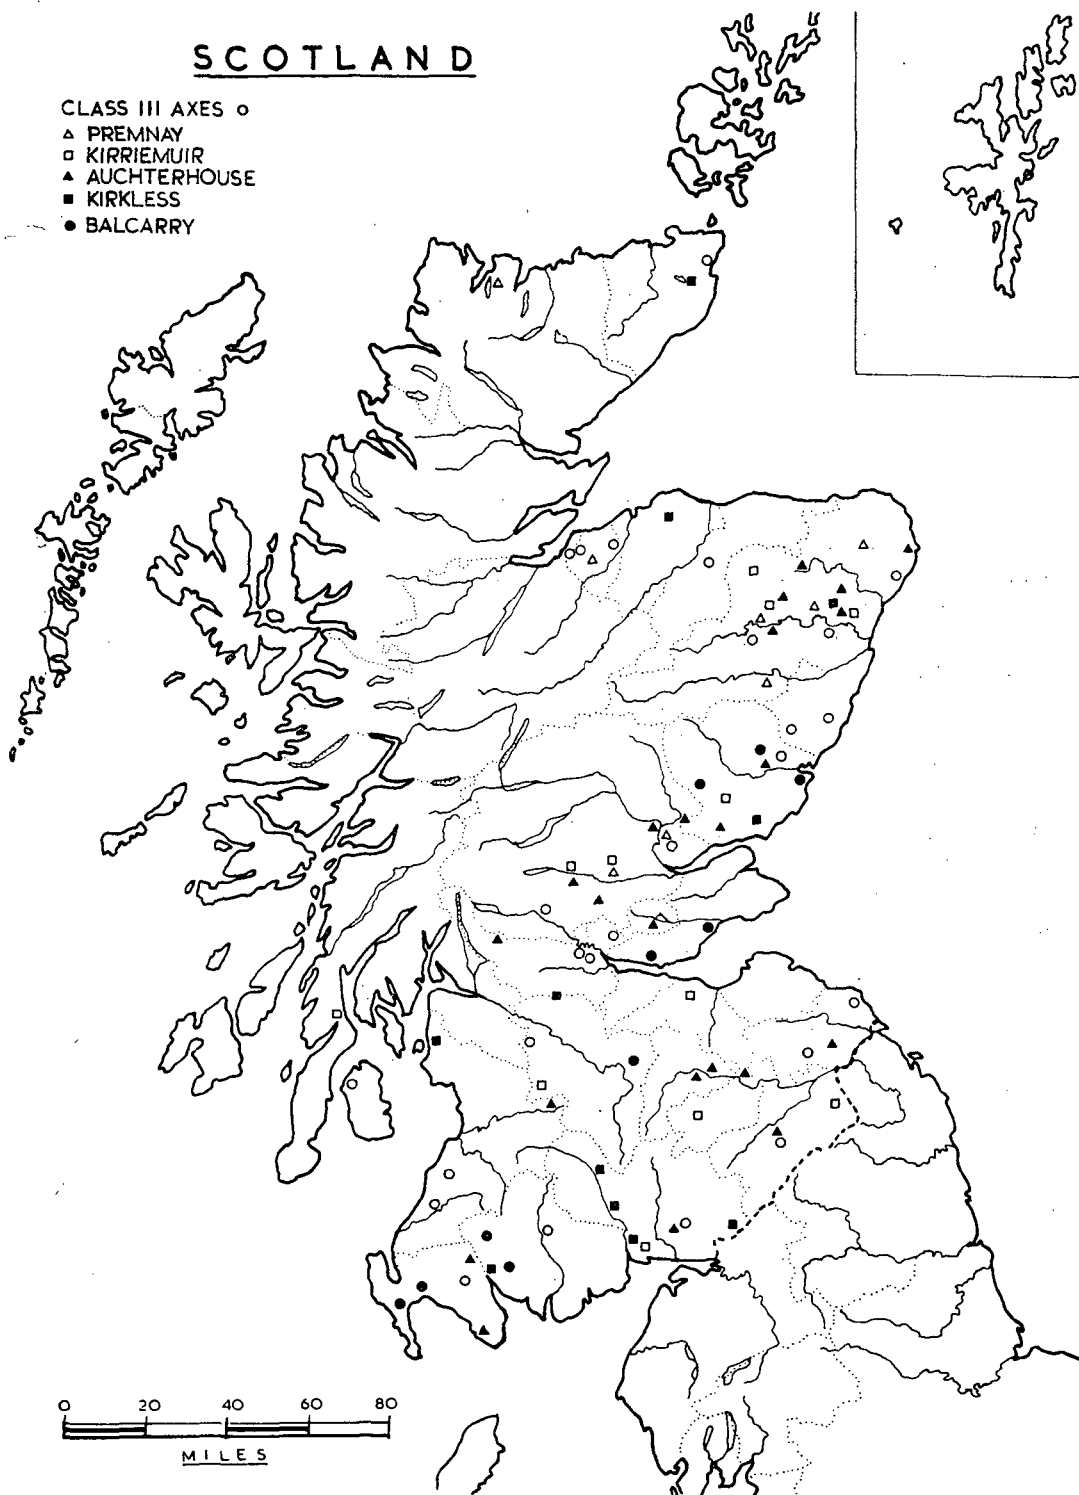 SCOTLAND
CLASS III AXES
PREMNAY
KIRRIEMUIR
AUCHTERHOUSE
KIRKLESS
BALCARRY
0 20 40 60 80
MILES